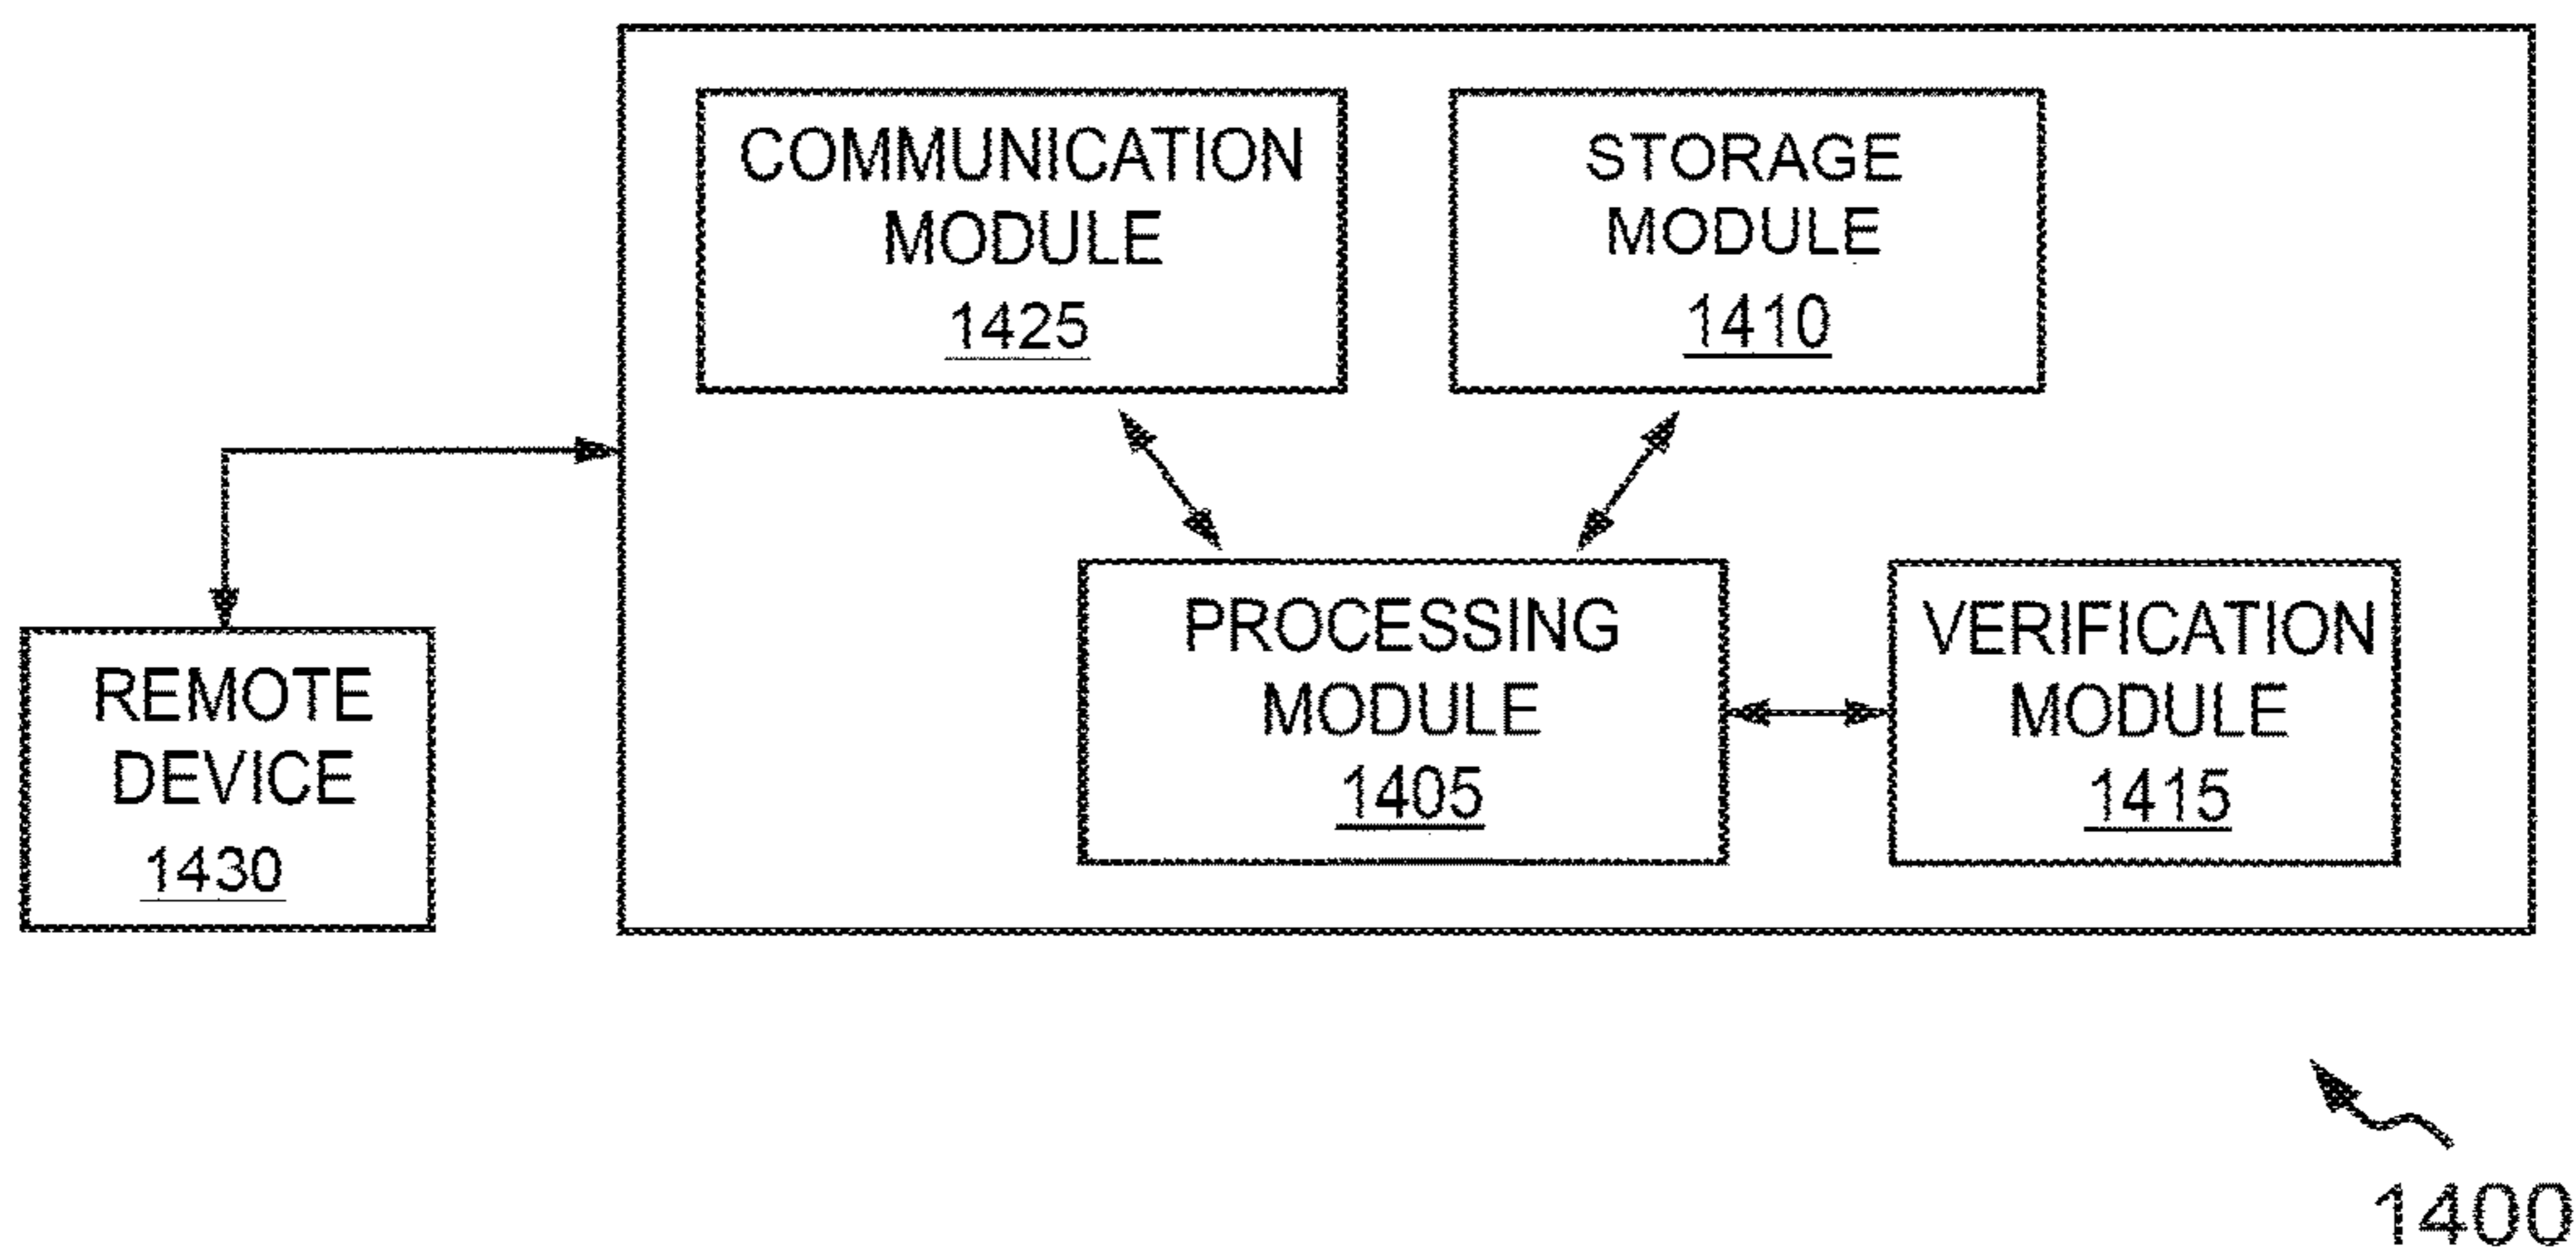 COMMUNICATION
MODULE
1425
STORAGE
MODULE
1410
REMOTE
DEVICE
1430
PROCESSING
MODULE
1405
VERIFICATION
MODULE
1415
1400